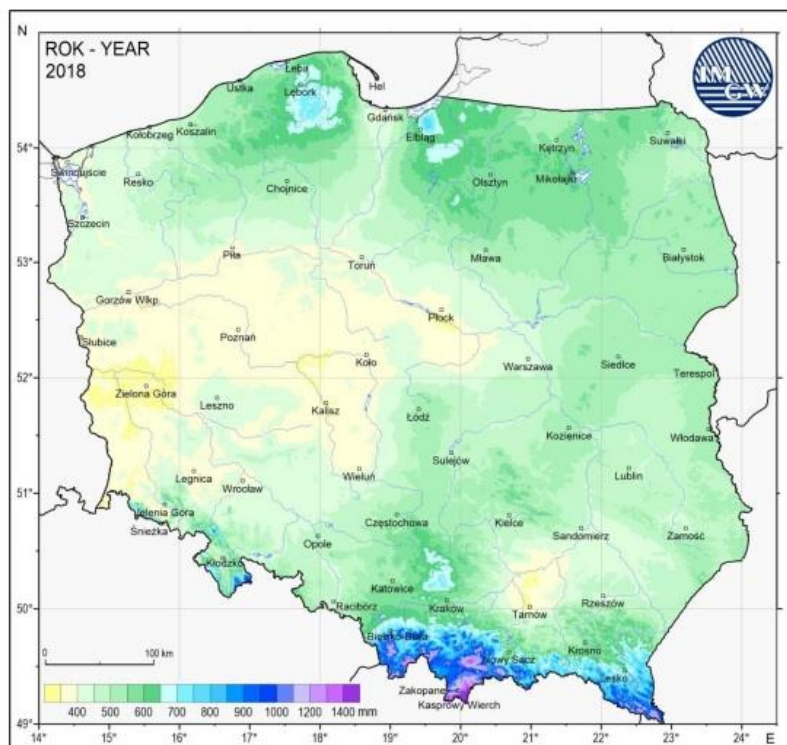 N
ROK - YEAR
2018
IM
GW
Łeba
Ustka
Lębork
Hel
Gdańsk
Kołobrzeg
Koszalin
Elbląg
54°
Kętrzyn
Suwałki
Świnoujście
Resko
Chojnice
Olsztyn
Mikołajki
Szczecin
53°
Piła
Toruń
Mława
Białystok
Gorzów Wlkp.
Płock
Słubice
Poznań
Koło
Warszawa
Siedlce
52°
Terespol
Zielona Góra
Leszno
Kalisz
Łódź
Kozienice
Włodawa
Sulejów
Legnica
Wrocław
Wieluń
Lublin
51°
Jelenia Góra
Śnieżka
Częstochowa
Kielce
Sandomierz
Zamość
Opole
Kłodzko
Katowice
50°
Racibórz
Kraków
Tarnów
Rzeszów
Bielsko-Biała
Nowy Sącz
Krosno
Lesko
0 100 km
Zakopane
Kasprowy Wierch
400 500 600 700 800 900 1000 1200 1400 mm
49°
14° 15° 16° 17° 18° 19° 20° 21° 22° 23° 24° E